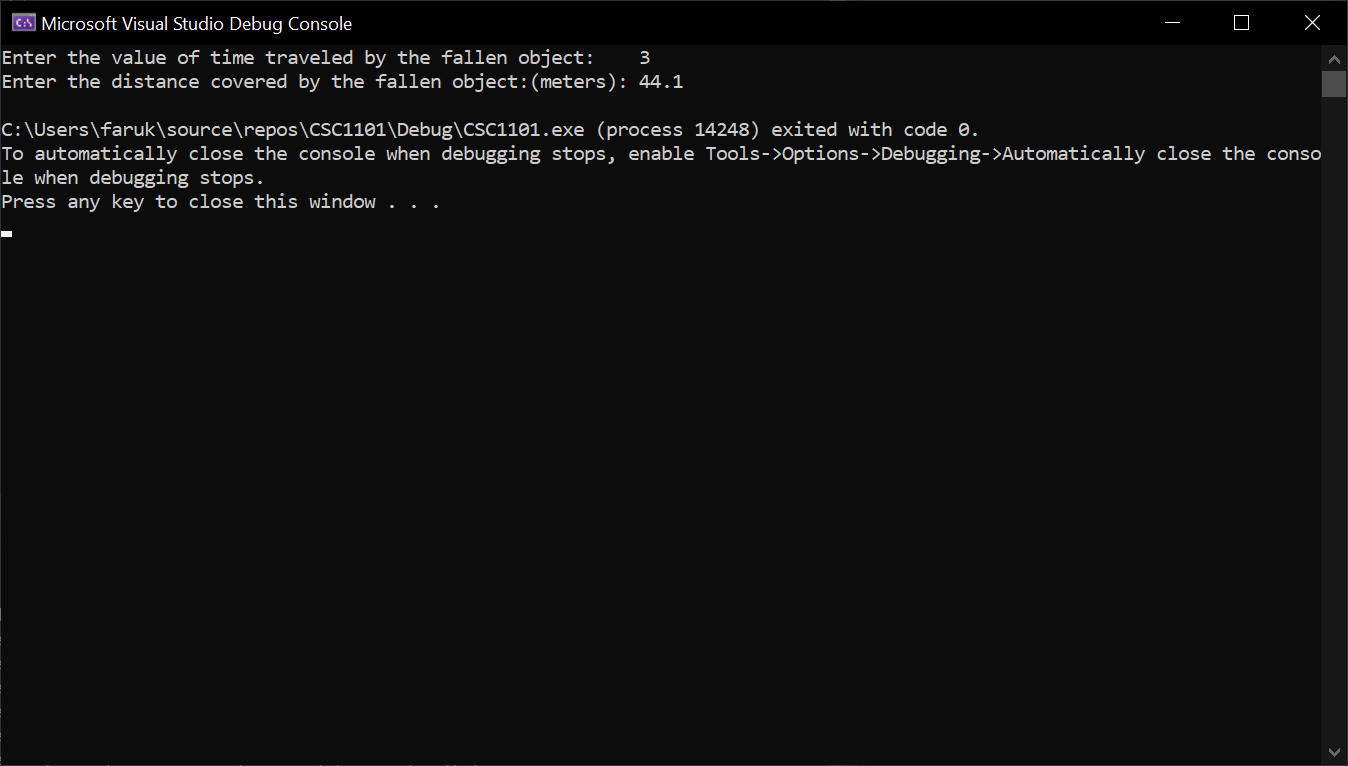 Microsoft Visual Studio Debug Console
Enter the value of time traveled by the fallen object:    3
Enter the distance covered by the fallen object:(meters): 44.1
C:\Users\faruk\source\repos\CSC1101\Debug\CSC1101.exe (process 14248) exited with code 0.
To automatically close the console when debugging stops, enable Tools->Options->Debugging->Automatically close the conso
le when debugging stops.
Press any key to close this window . . .